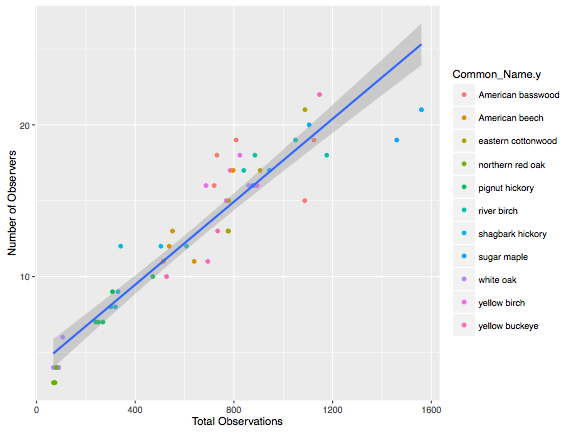 Number of Observers
20
10
0
400
800
1200
1600
Total Observations
Common_Name.y
American basswood
American beech
eastern cottonwood
northern red oak
pignut hickory
river birch
shagbark hickory
sugar maple
white oak
yellow birch
yellow buckeye